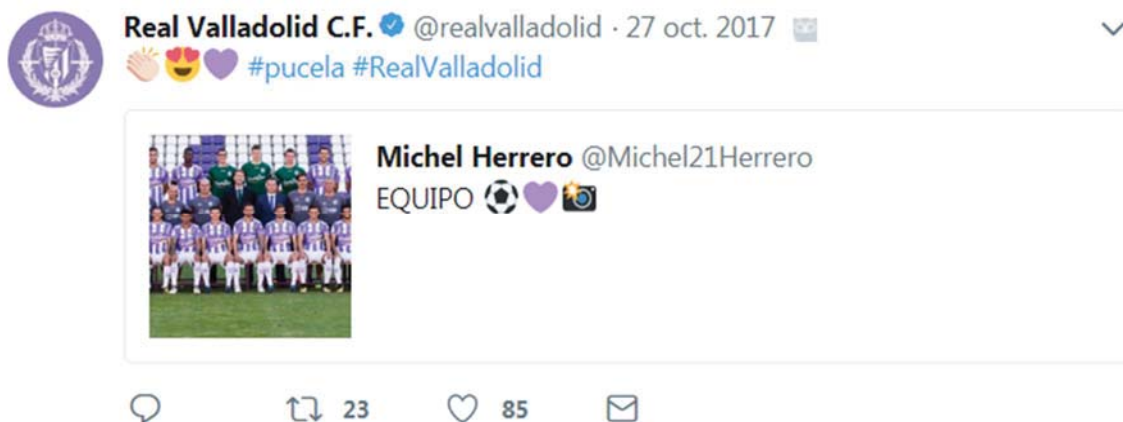 Real Valladolid C.F. @realvalladolid · 27 oct. 2017
👏🏻😍💜 #pucela #RealValladolid
Michel Herrero @Michel21Herrero
EQUIPO ⚽💜📸
23 85